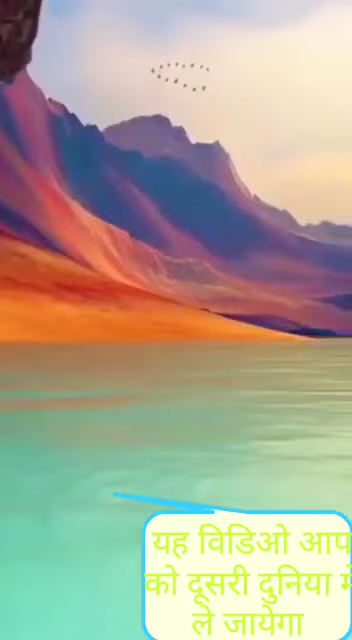 यह विडिओ आप
को दूसरी दुनिया में
ले जायेगा